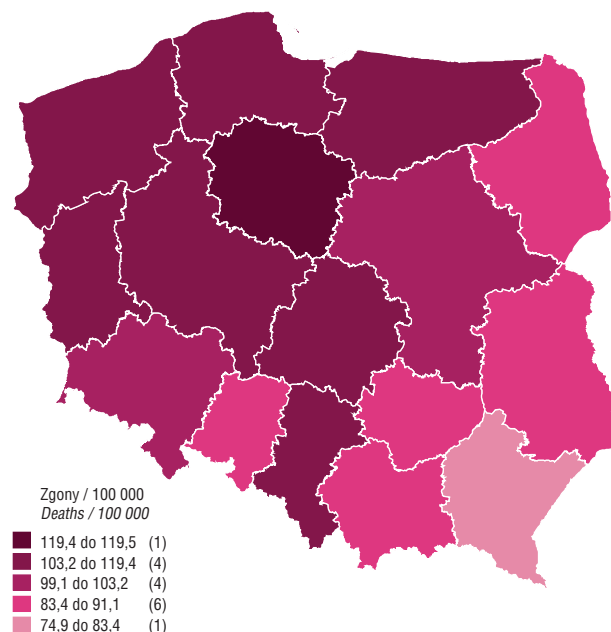 Zgony / 100 000
Deaths / 100 000
119,4 do 119,5 (1)
103,2 do 119,4 (4)
99,1 do 103,2 (4)
83,4 do 91,1 (6)
74,9 do 83,4 (1)